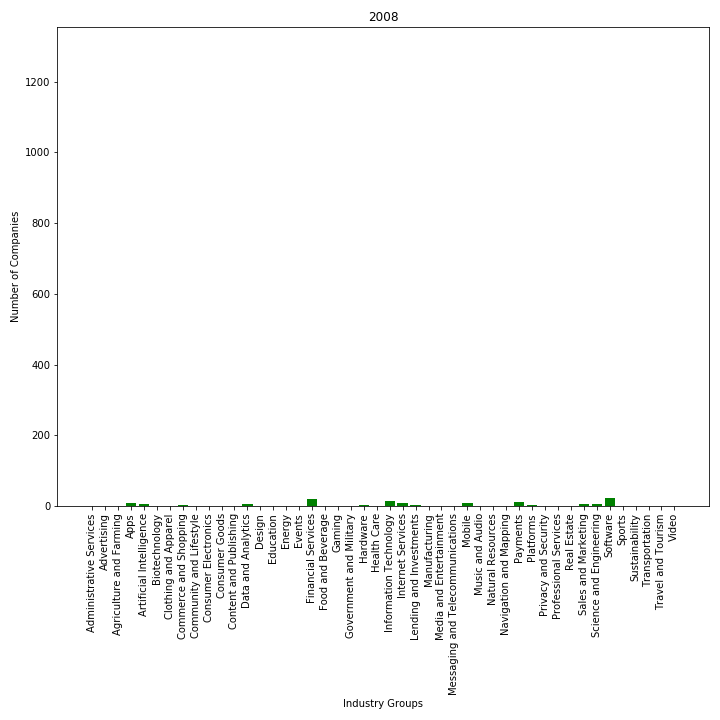 2008
1200
1000
800
600
400
200
0
Number of Companies
Administrative Services
Advertising
Agriculture and Farming
Apps
Artificial Intelligence
Biotechnology
Clothing and Apparel
Commerce and Shopping
Community and Lifestyle
Consumer Electronics
Consumer Goods
Content and Publishing
Data and Analytics
Design
Education
Energy
Events
Financial Services
Food and Beverage
Gaming
Government and Military
Hardware
Health Care
Information Technology
Internet Services
Lending and Investments
Manufacturing
Media and Entertainment
Messaging and Telecommunications
Mobile
Music and Audio
Natural Resources
Navigation and Mapping
Payments
Platforms
Privacy and Security
Professional Services
Real Estate
Sales and Marketing
Science and Engineering
Software
Sports
Sustainability
Transportation
Travel and Tourism
Video
Industry Groups